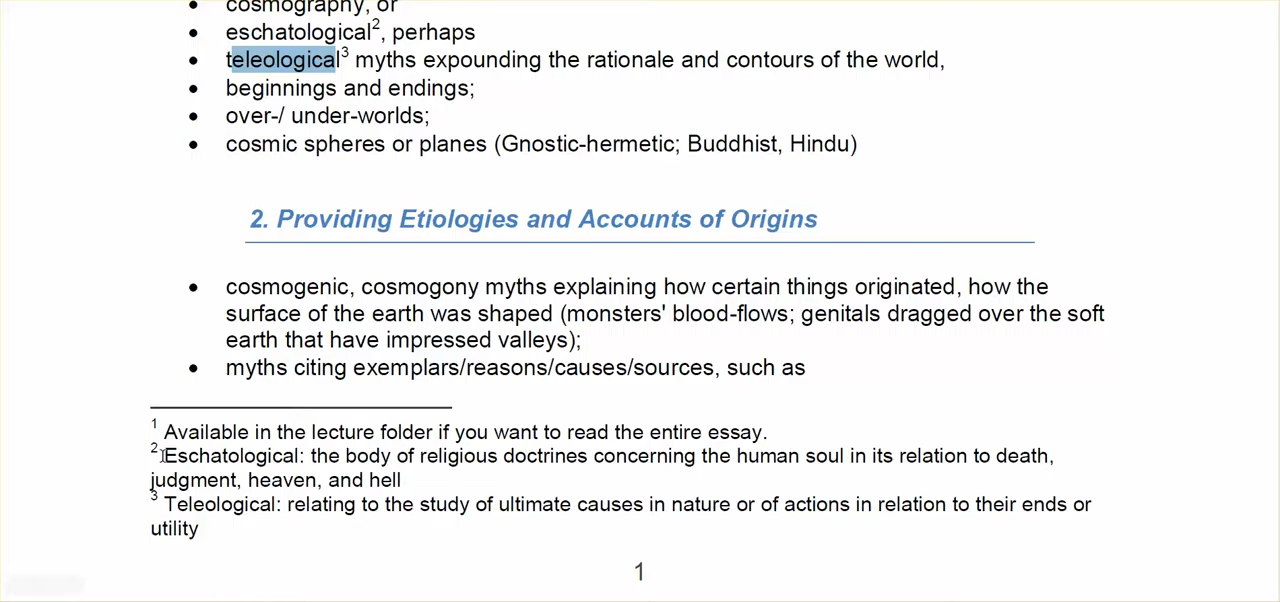 • cosmography, or
• eschatological², perhaps
• teleological³ myths expounding the rationale and contours of the world,
• beginnings and endings;
• over-/ under-worlds;
• cosmic spheres or planes (Gnostic-hermetic; Buddhist, Hindu)
2. Providing Etiologies and Accounts of Origins
• cosmogenic, cosmogony myths explaining how certain things originated, how the
surface of the earth was shaped (monsters' blood-flows; genitals dragged over the soft
earth that have impressed valleys);
• myths citing exemplars/reasons/causes/sources, such as
¹ Available in the lecture folder if you want to read the entire essay.
² Eschatological: the body of religious doctrines concerning the human soul in its relation to death,
judgment, heaven, and hell
³ Teleological: relating to the study of ultimate causes in nature or of actions in relation to their ends or
utility
1